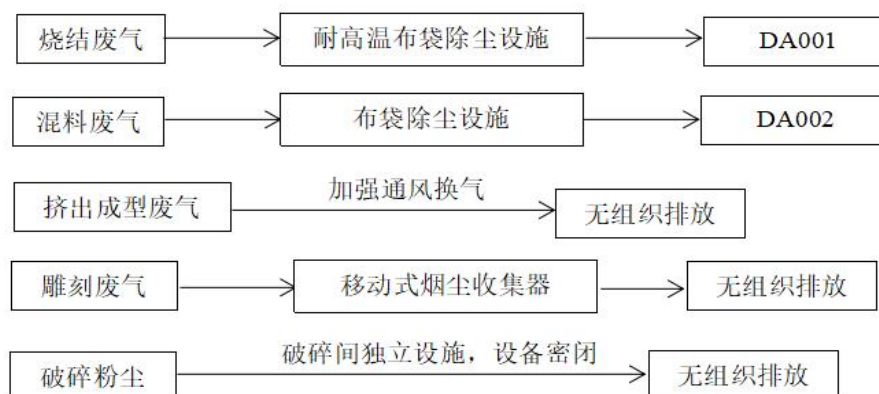 烧结废气 耐高温布袋除尘设施 DA001
混料废气 布袋除尘设施 DA002
挤出成型废气 加强通风换气 无组织排放
雕刻废气 移动式烟尘收集器 无组织排放
破碎粉尘 破碎间独立设施，设备密闭 无组织排放